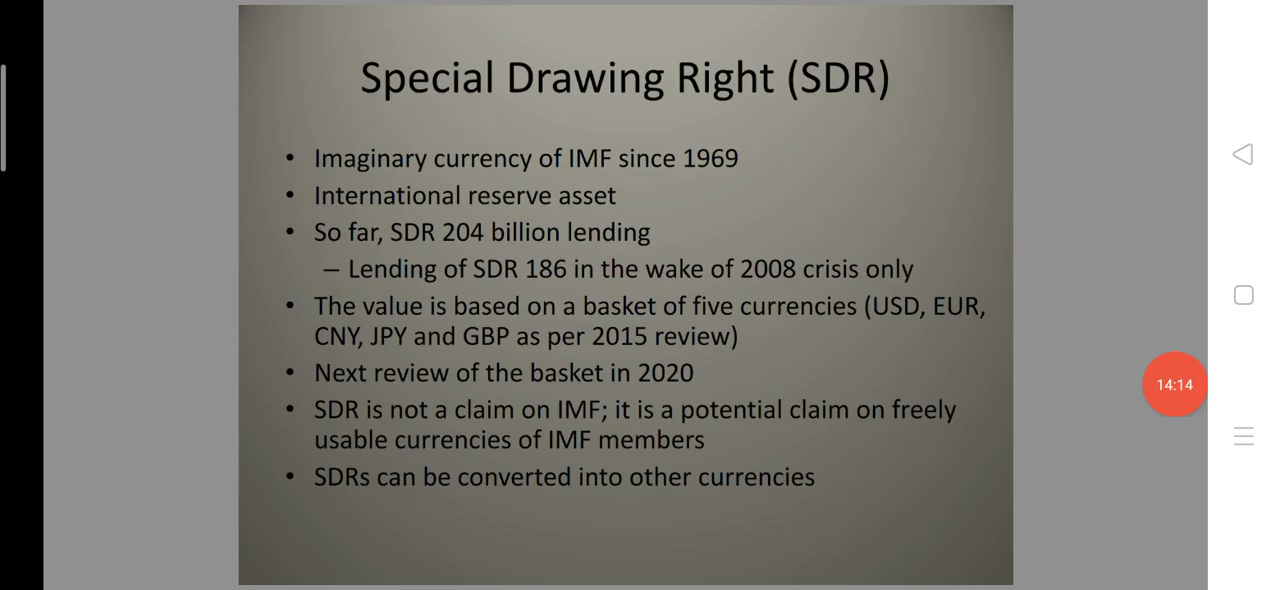 Special Drawing Right (SDR)
• Imaginary currency of IMF since 1969
• International reserve asset
• So far, SDR 204 billion lending
– Lending of SDR 186 in the wake of 2008 crisis only
• The value is based on a basket of five currencies (USD, EUR,
CNY, JPY and GBP as per 2015 review)
• Next review of the basket in 2020
• SDR is not a claim on IMF; it is a potential claim on freely
usable currencies of IMF members
• SDRs can be converted into other currencies
14:14